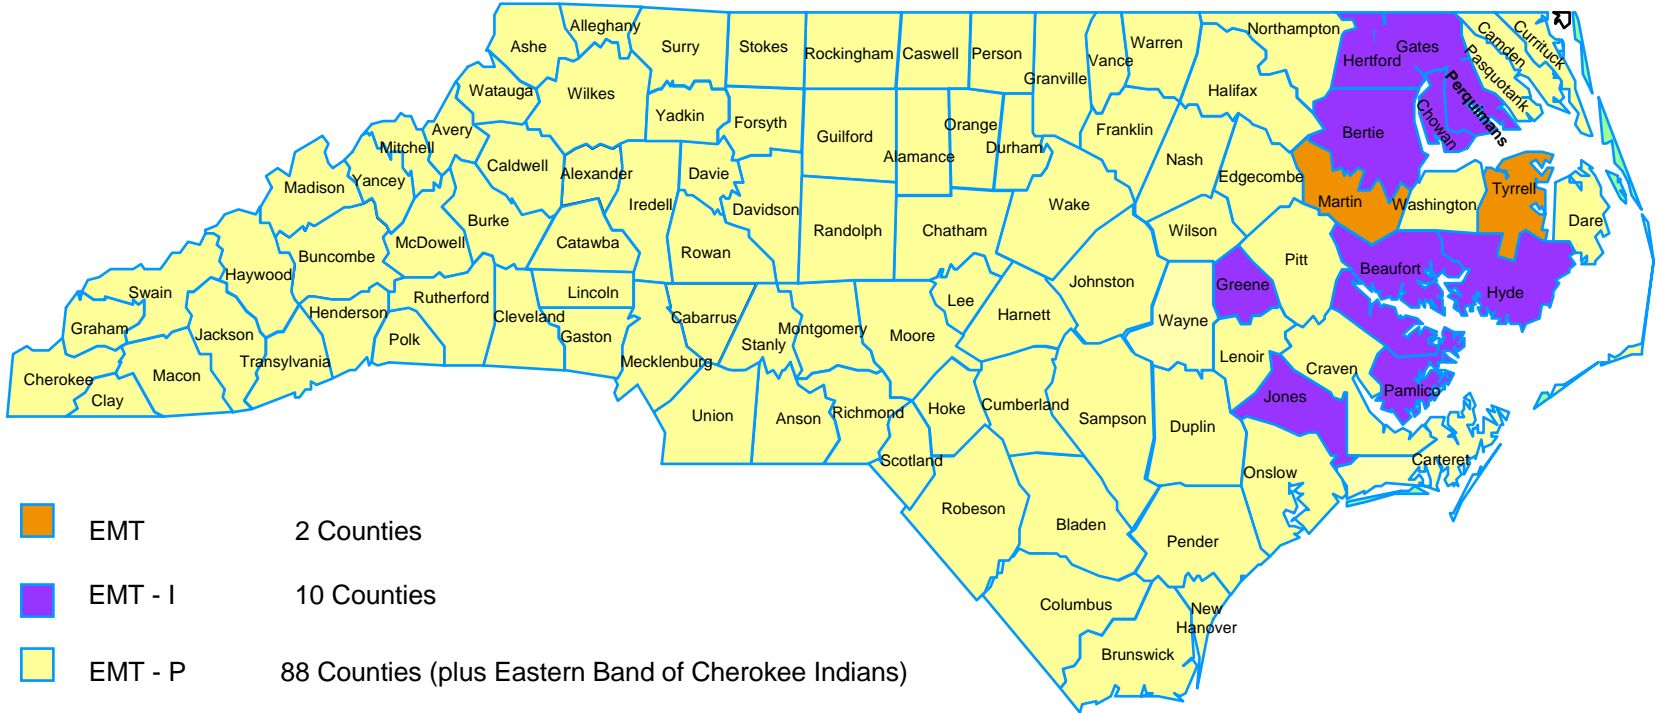 Alleghany
Ashe
Surry
Stokes
Rockingham
Caswell
Person
Granville
Vance
Warren
Northampton
Hertford
Gates
Camden
Currituck
Pasquotank
Perquimans
Chowan
Watauga
Wilkes
Yadkin
Forsyth
Guilford
Alamance
Orange
Durham
Franklin
Halifax
Bertie
Avery
Mitchell
Caldwell
Alexander
Davie
Nash
Edgecombe
Martin
Washington
Tyrrell
Dare
Madison
Yancey
Burke
Iredell
Davidson
Randolph
Chatham
Wake
Wilson
Pitt
Beaufort
Hyde
McDowell
Catawba
Rowan
Buncombe
Haywood
Swain
Graham
Jackson
Henderson
Rutherford
Cleveland
Lincoln
Gaston
Cabarrus
Stanly
Montgomery
Moore
Lee
Harnett
Johnston
Greene
Wayne
Lenoir
Craven
Pamlico
Jones
Cherokee
Clay
Macon
Transylvania
Polk
Mecklenburg
Union
Anson
Richmond
Hoke
Cumberland
Sampson
Duplin
Onslow
Carteret
Scotland
Robeson
Bladen
Pender
Columbus
New
Hanover
Brunswick
EMT 2 Counties
EMT - I 10 Counties
EMT - P 88 Counties (plus Eastern Band of Cherokee Indians)